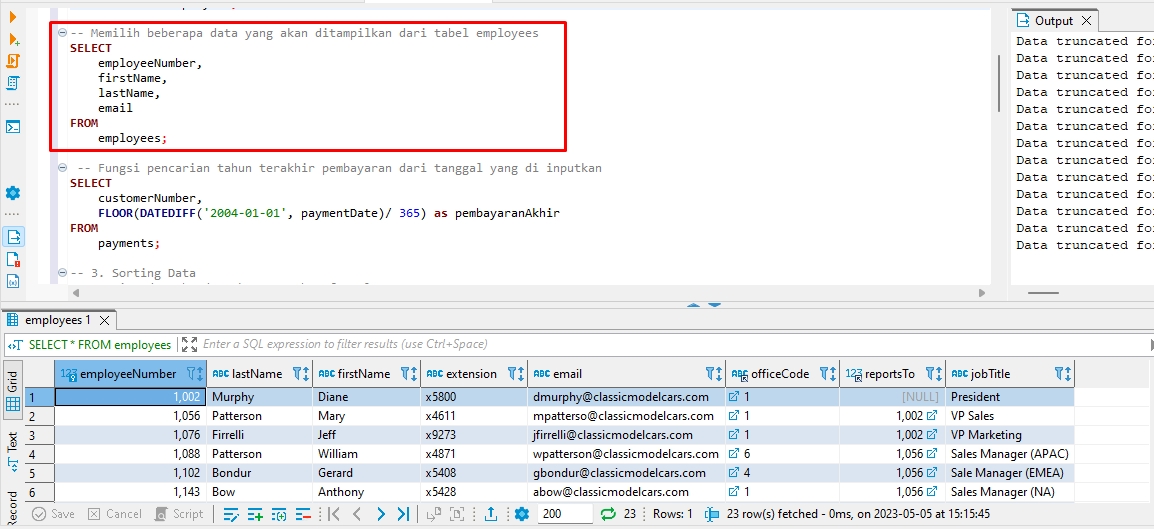 -- Memilih beberapa data yang akan ditampilkan dari tabel employees
SELECT
employeeNumber,
firstName,
lastName,
email
FROM
employees;
-- Fungsi pencarian tahun terakhir pembayaran dari tanggal yang di inputkan
SELECT
customerNumber,
FLOOR(DATEDIFF('2004-01-01', paymentDate)/ 365) as pembayaranAkhir
FROM
payments;
-- 3. Sorting Data
Output
Data truncated fo
Data truncated fo
Data truncated fo
Data truncated fo
Data truncated fo
Data truncated fo
Data truncated fo
Data truncated fo
Data truncated fo
Data truncated fo
Data truncated fo
Data truncated fo
Data truncated fo
employees 1
SELECT * FROM employees Enter a SQL expression to filter results (use Ctrl+Space)
Grid
Text
Record
123 employeeNumber ABC lastName ABC firstName ABC extension ABC email ABC officeCode 123 reportsTo ABC jobTitle
1 1,002 Murphy Diane x5800 dmurphy@classicmodelcars.com 1 [NULL] President
2 1,056 Patterson Mary x4611 mpatterso@classicmodelcars.com 1 1,002 VP Sales
3 1,076 Firrelli Jeff x9273 jfirrelli@classicmodelcars.com 1 1,002 VP Marketing
4 1,088 Patterson William x4871 wpatterson@classicmodelcars.com 6 1,056 Sales Manager (APAC)
5 1,102 Bondur Gerard x5408 gbondur@classicmodelcars.com 4 1,056 Sale Manager (EMEA)
6 1,143 Bow Anthony x5428 abow@classicmodelcars.com 1 1,056 Sales Manager (NA)
Save Cancel Script 200 23 Rows: 1 23 row(s) fetched - 0ms, on 2023-05-05 at 15:15:45